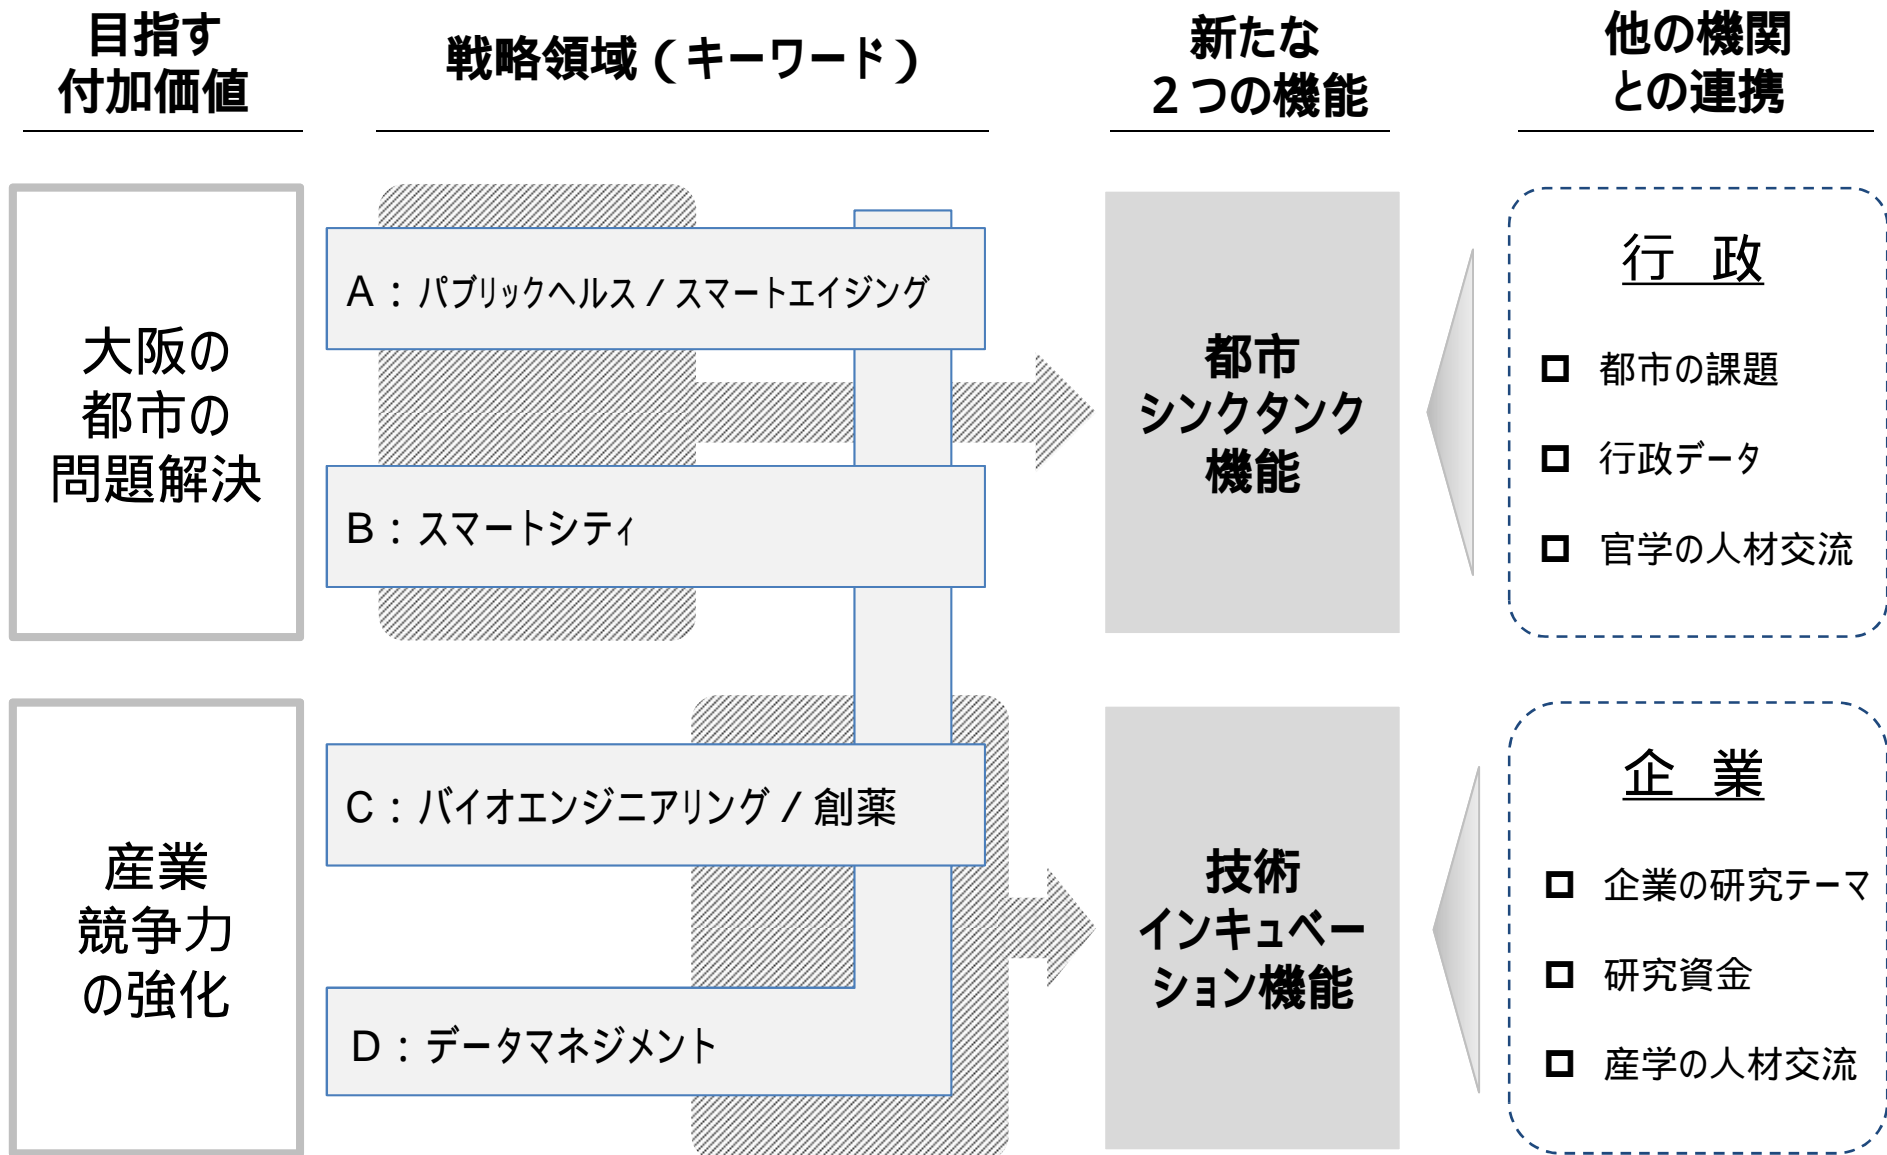 目指す
付加価値
戦略領域（キーワード）
新たな
２つの機能
他の機関
との連携
大阪の
都市の
問題解決
A：パブリックヘルス／スマートエイジング
B：スマートシティ
都市
シンクタンク
機能
行　政
都市の課題
行政データ
官学の人材交流
産業
競争力
の強化
C：バイオエンジニアリング／創薬
D：データマネジメント
技術
インキュベー
ション機能
企　業
企業の研究テーマ
研究資金
産学の人材交流